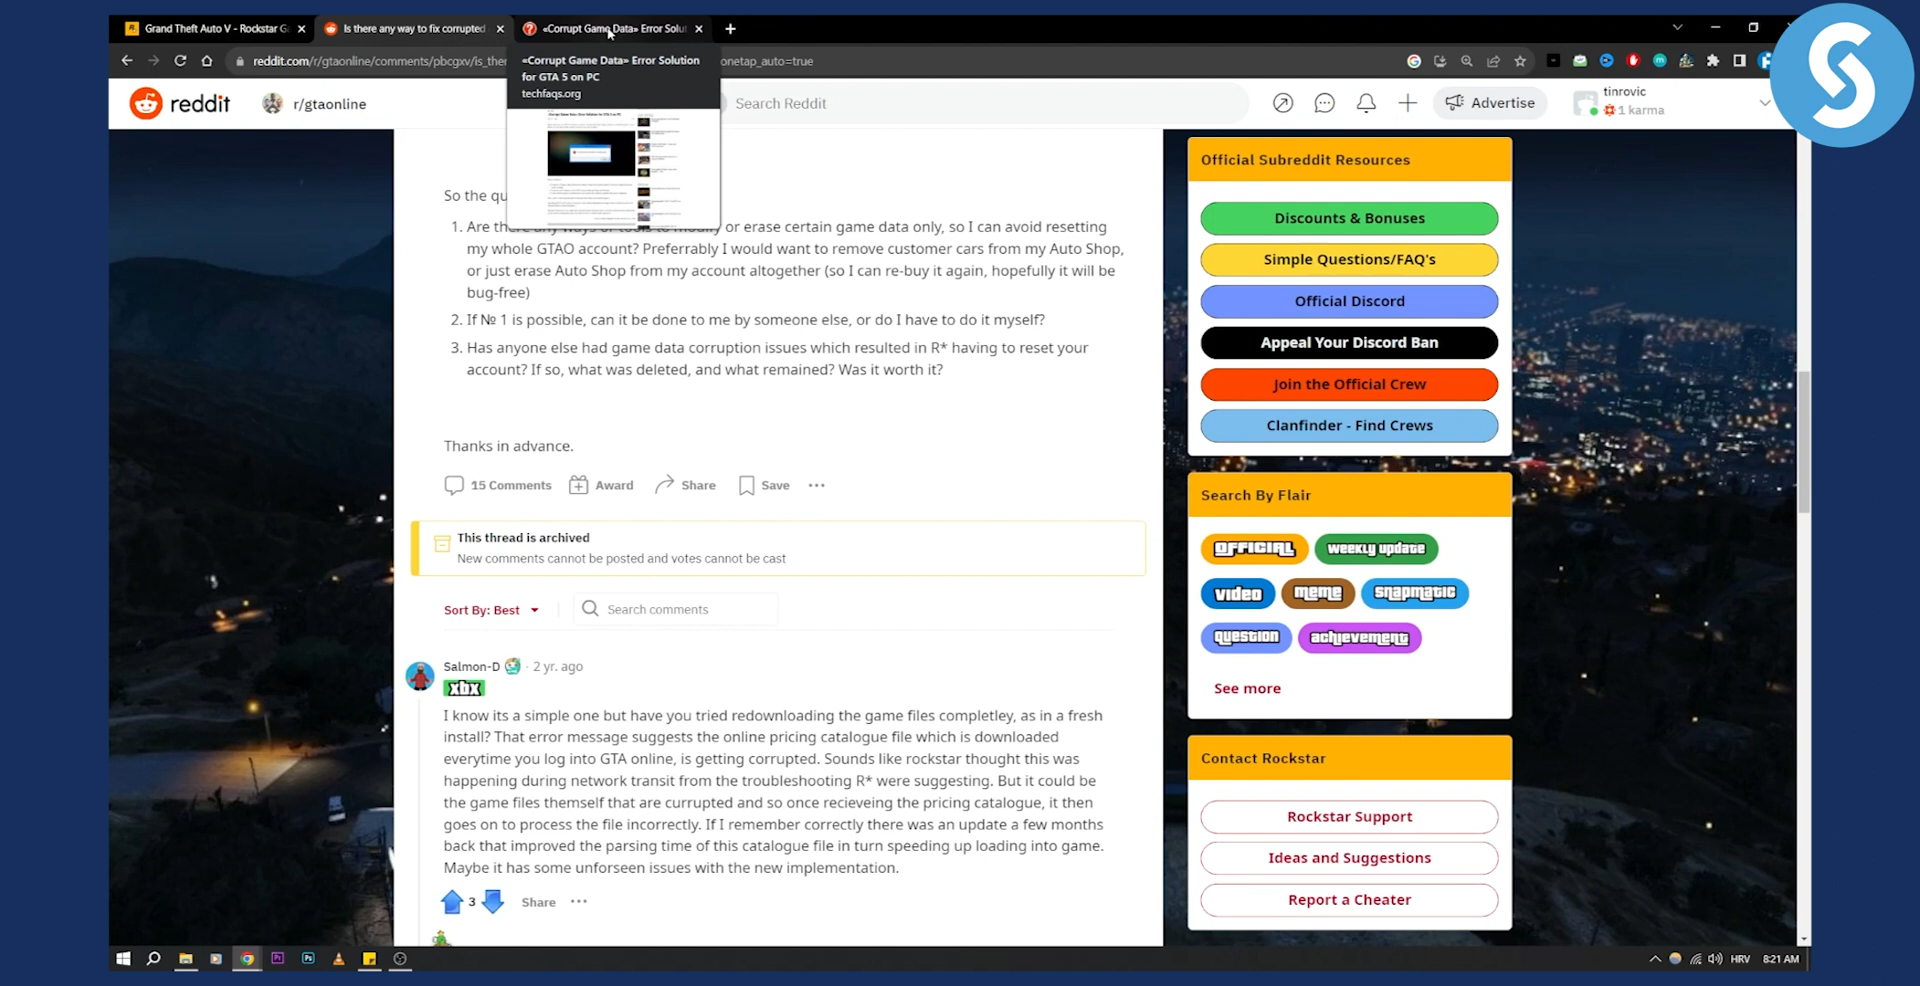 Grand Theft Auto V - Rockstar G
Is there any way to fix corrupted
«Corrupt Game Data» Error Solut
reddit.com/r/gtaonline/comments/pbcgxv/is_ther
onetap_auto=true
«Corrupt Game Data» Error Solution
for GTA 5 on PC
techfaqs.org
reddit
r/gtaonline
Search Reddit
Advertise
tinrovic
1 karma
So the qu
1. Are there any ways or tools to modify or erase certain game data only, so I can avoid resetting
my whole GTAO account? Preferrably I would want to remove customer cars from my Auto Shop,
or just erase Auto Shop from my account altogether (so I can re-buy it again, hopefully it will be
bug-free)
2. If № 1 is possible, can it be done to me by someone else, or do I have to do it myself?
3. Has anyone else had game data corruption issues which resulted in R* having to reset your
account? If so, what was deleted, and what remained? Was it worth it?
Thanks in advance.
15 Comments
Award
Share
Save
This thread is archived
New comments cannot be posted and votes cannot be cast
Sort By: Best
Search comments
Salmon-D · 2 yr. ago
xbx
I know its a simple one but have you tried redownloading the game files completley, as in a fresh
install? That error message suggests the online pricing catalogue file which is downloaded
everytime you log into GTA online, is getting corrupted. Sounds like rockstar thought this was
happening during network transit from the troubleshooting R* were suggesting. But it could be
the game files themself that are currupted and so once recieveing the pricing catalogue, it then
goes on to process the file incorrectly. If I remember correctly there was an update a few months
back that improved the parsing time of this catalogue file in turn speeding up loading into game.
Maybe it has some unforseen issues with the new implementation.
3
Share
Official Subreddit Resources
Discounts & Bonuses
Simple Questions/FAQ's
Official Discord
Appeal Your Discord Ban
Join the Official Crew
Clanfinder - Find Crews
Search By Flair
OFFICIAL
weekly update
video
meme
snapmatic
question
achievement
See more
Contact Rockstar
Rockstar Support
Ideas and Suggestions
Report a Cheater
HRV
8:21 AM